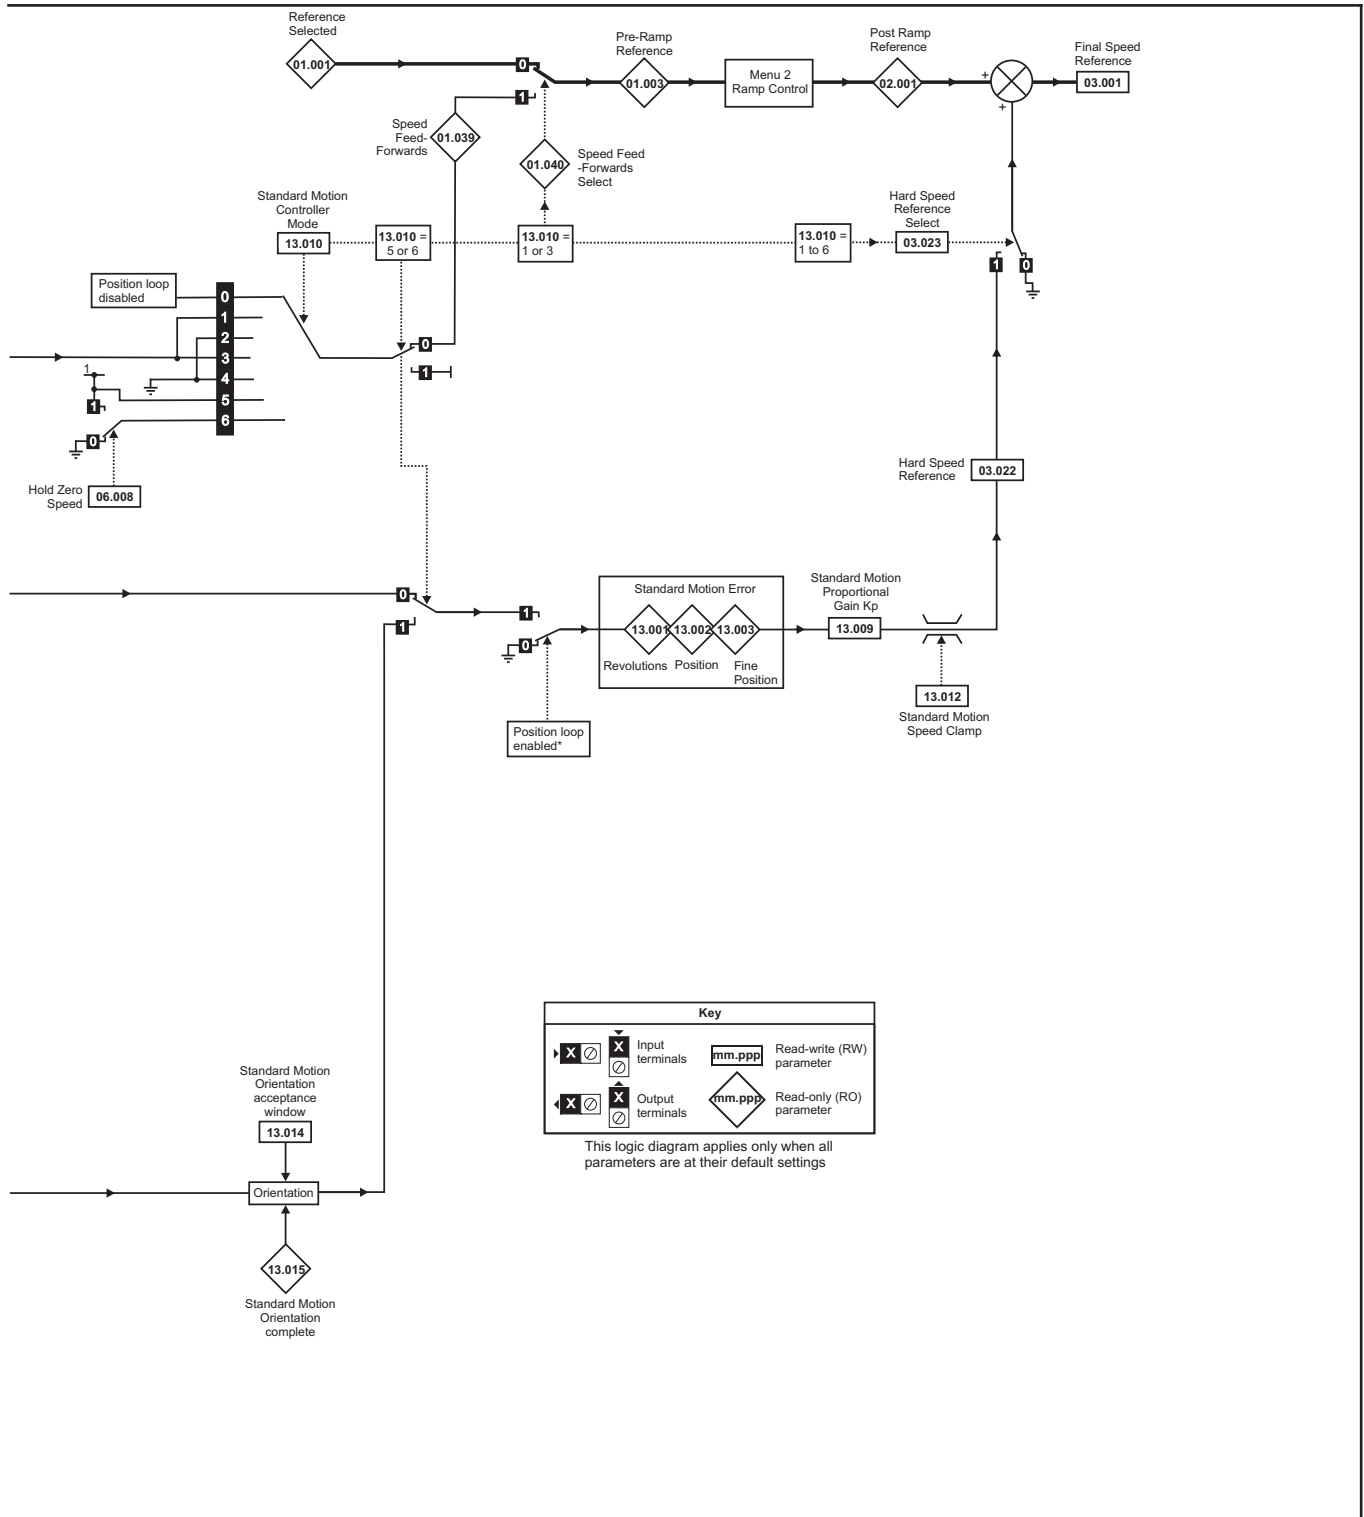 Reference
Selected
01.001
0
1
Pre-Ramp
Reference
01.003
Menu 2
Ramp Control
Post Ramp
Reference
02.001
+
+
Final Speed
Reference
03.001
Speed
Feed-
Forwards
01.039
01.040
Speed Feed
-Forwards
Select
Standard Motion
Controller
Mode
13.010
13.010 =
5 or 6
13.010 =
1 or 3
13.010 =
1 to 6
Hard Speed
Reference
Select
03.023
1
0
Position loop
disabled
0
1
2
3
4
5
6
0
1
1
1
0
Hold Zero
Speed
06.008
Hard Speed
Reference
03.022
0
1
1
0
Standard Motion Error
13.001
13.002
13.003
Revolutions
Position
Fine
Position
Standard Motion
Proportional
Gain Kp
13.009
13.012
Standard Motion
Speed Clamp
Position loop
enabled*
Key
X
X
Input
terminals
mm.ppp
Read-write (RW)
parameter
X
X
Output
terminals
mm.ppp
Read-only (RO)
parameter
This logic diagram applies only when all
parameters are at their default settings
Standard Motion
Orientation
acceptance
window
13.014
Orientation
13.015
Standard Motion
Orientation
complete